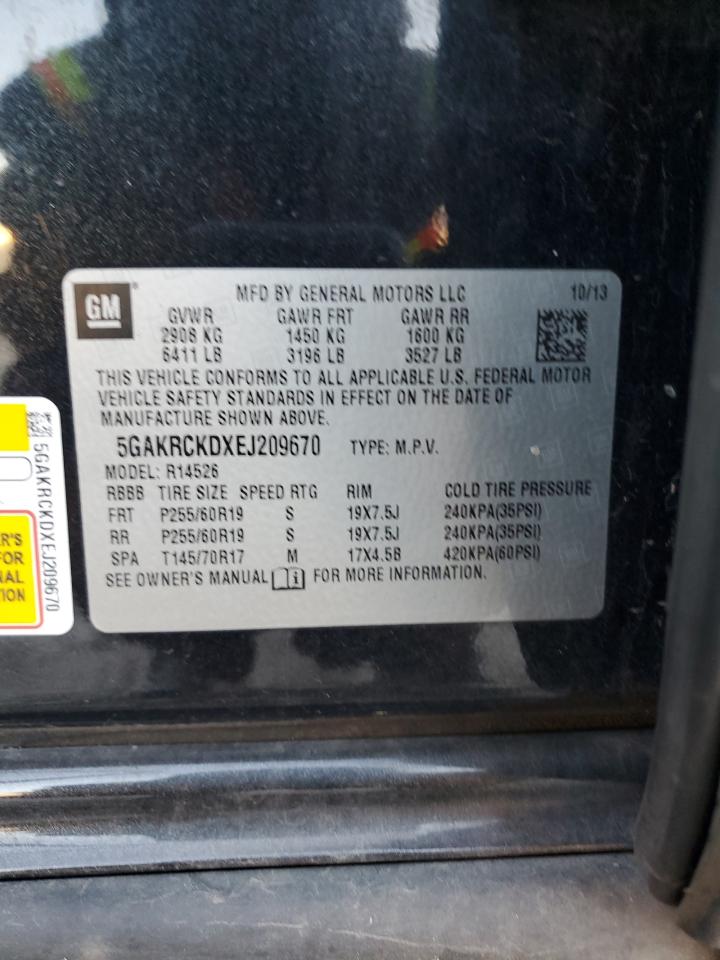 GM
MFD BY GENERAL MOTORS LLC 10/13
GVWR GAWR FRT GAWR RR
2908 KG 1450 KG 1600 KG
6411 LB 3196 LB 3527 LB
THIS VEHICLE CONFORMS TO ALL APPLICABLE U.S. FEDERAL MOTOR
VEHICLE SAFETY STANDARDS IN EFFECT ON THE DATE OF
MANUFACTURE SHOWN ABOVE.
5GAKRCKDXEJ209670 TYPE: M.P.V.
MODEL: R14526
RBBB TIRE SIZE SPEED RTG RIM COLD TIRE PRESSURE
FRT P255/60R19 S 19X7.5J 240KPA(35PSI)
RR P255/60R19 S 19X7.5J 240KPA(35PSI)
SPA T145/70R17 M 17X4.5B 420KPA(60PSI)
SEE OWNER'S MANUAL i FOR MORE INFORMATION.
5GAKRCKDXEJ209670
ER'S
FOR
NAL
TION